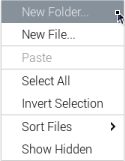 New Folder...
New File...
Paste
Select All
Invert Selection
Sort Files
Show Hidden